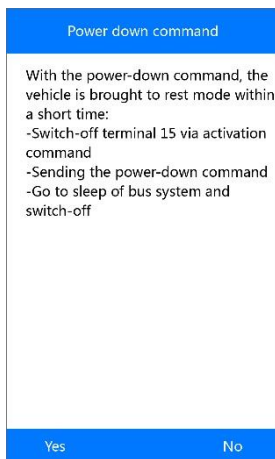 Power down command
With the power-down command, the
vehicle is brought to rest mode within
a short time:
-Switch-off terminal 15 via activation
command
-Sending the power-down command
-Go to sleep of bus system and
switch-off
Yes No